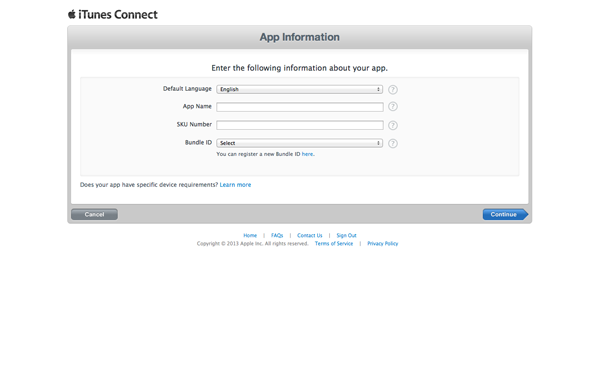 iTunes Connect
App Information
Enter the following information about your app.
Default Language English ?
App Name ?
SKU Number ?
Bundle ID Select ?
You can register a new Bundle ID here.
Does your app have specific device requirements? Learn more
Cancel Continue
Home | FAQs | Contact Us | Sign Out
Copyright © 2013 Apple Inc. All rights reserved. Terms of Service | Privacy Policy